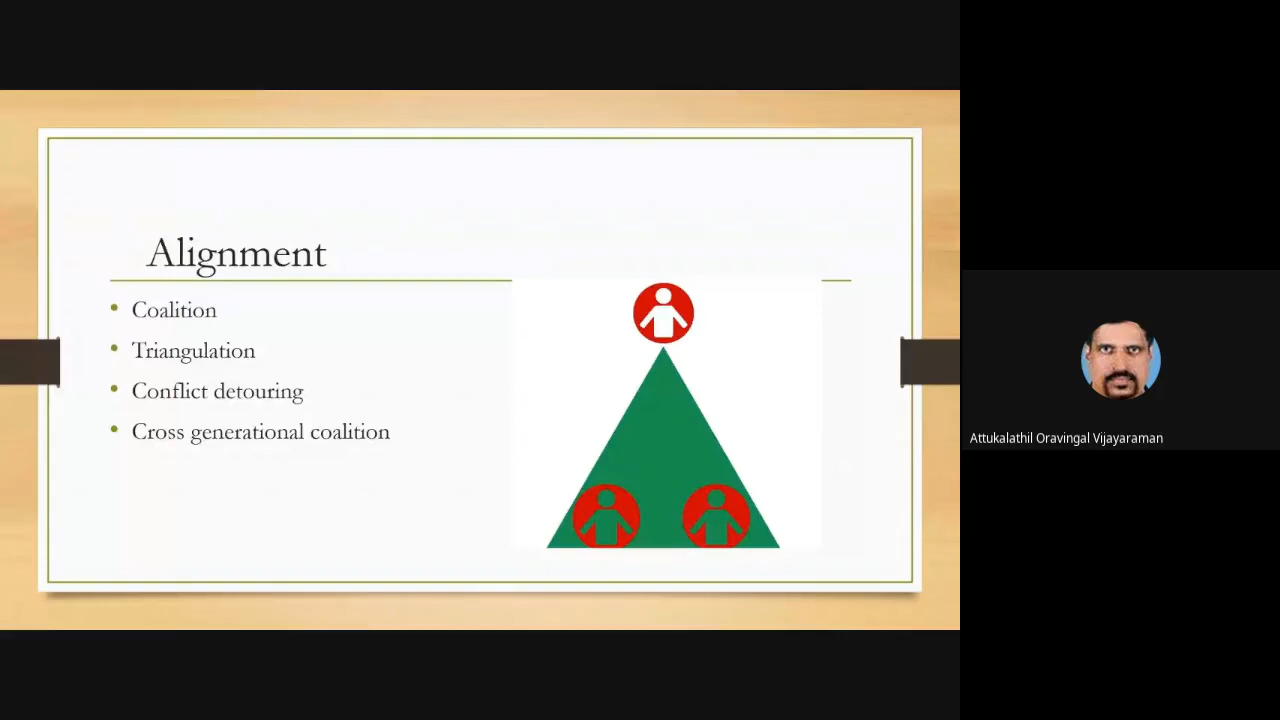 Alignment
Coalition
Triangulation
Conflict detouring
Cross generational coalition
Attukalathil Oravingal Vijayaraman